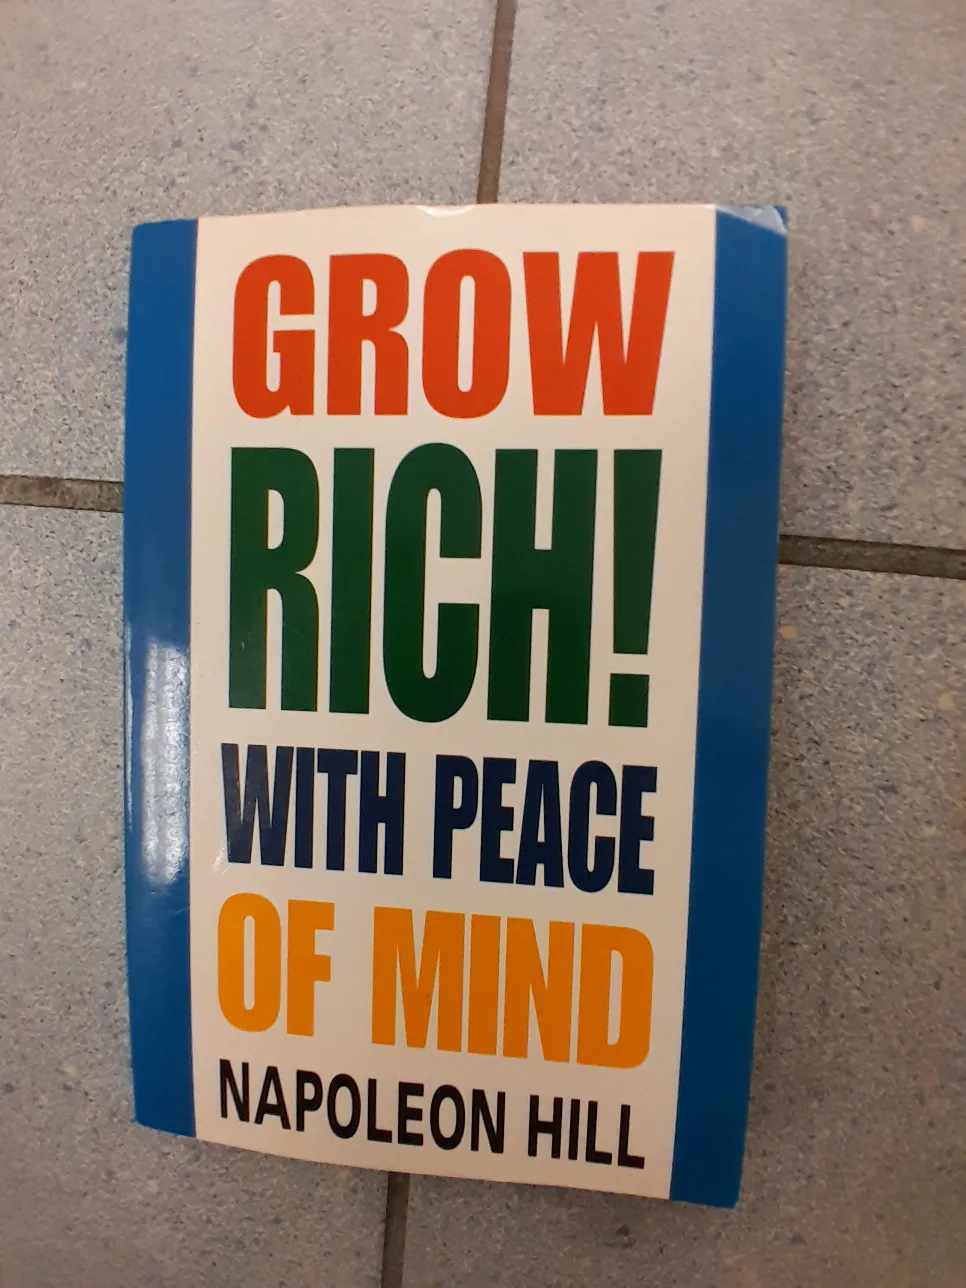 GROW
RICH!
WITH PEACE
OF MIND
NAPOLEON HILL